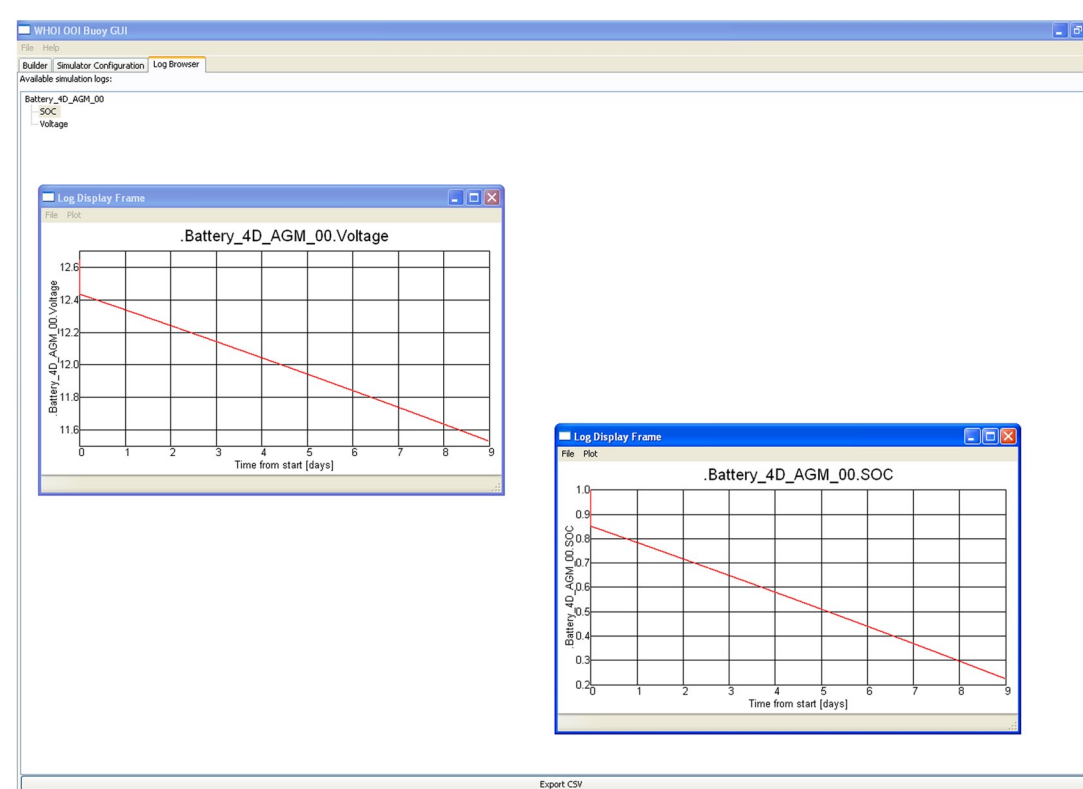 WHOI OOI Buoy GUI
File Help
Builder Simulator Configuration Log Browser
Available simulation logs:
Battery_4D_AGM_00
SOC
Voltage
Log Display Frame
File Plot
.Battery_4D_AGM_00.Voltage
.Battery_4D_AGM_00.Voltage
12.6
12.4
12.2
12.0
11.8
11.6
0 1 2 3 4 5 6 7 8 9
Time from start [days]
Log Display Frame
File Plot
.Battery_4D_AGM_00.SOC
.Battery_4D_AGM_00.SOC
1.0
0.9
0.8
0.7
0.6
0.5
0.4
0.3
0.2
0 1 2 3 4 5 6 7 8 9
Time from start [days]
Export CSV